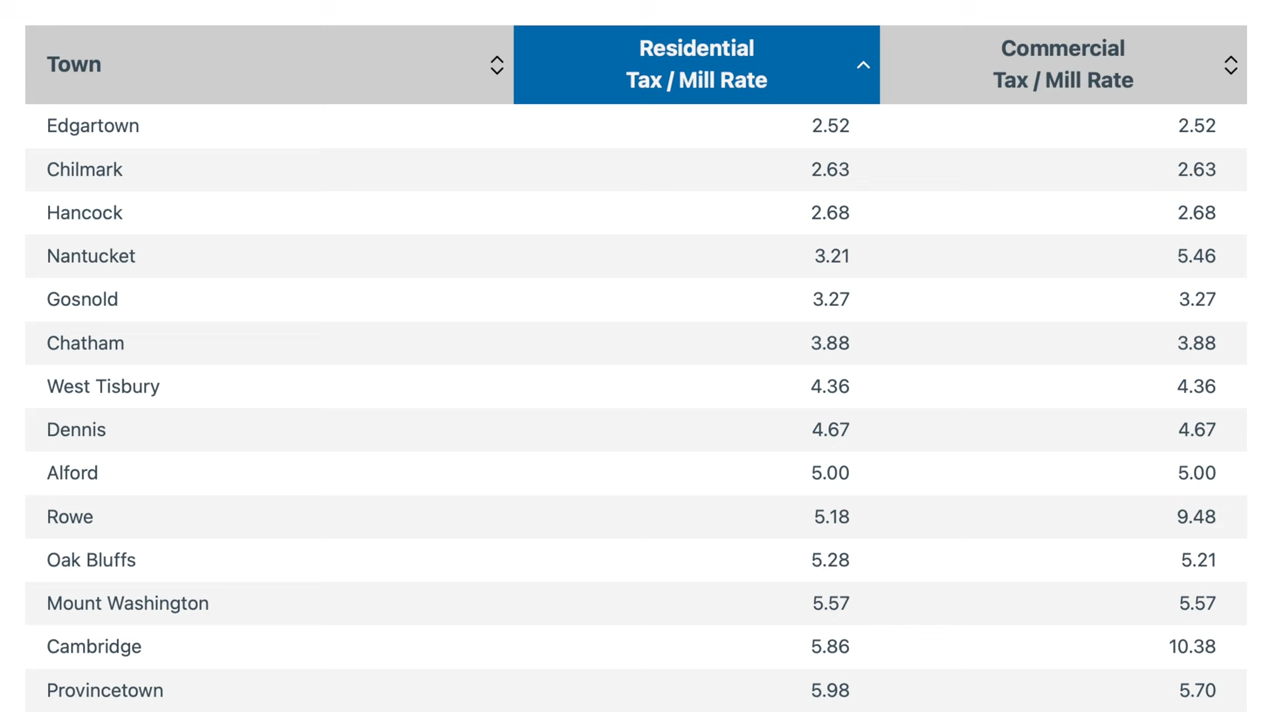 Town Residential Tax / Mill Rate Commercial Tax / Mill Rate
Edgartown 2.52 2.52
Chilmark 2.63 2.63
Hancock 2.68 2.68
Nantucket 3.21 5.46
Gosnold 3.27 3.27
Chatham 3.88 3.88
West Tisbury 4.36 4.36
Dennis 4.67 4.67
Alford 5.00 5.00
Rowe 5.18 9.48
Oak Bluffs 5.28 5.21
Mount Washington 5.57 5.57
Cambridge 5.86 10.38
Provincetown 5.98 5.70